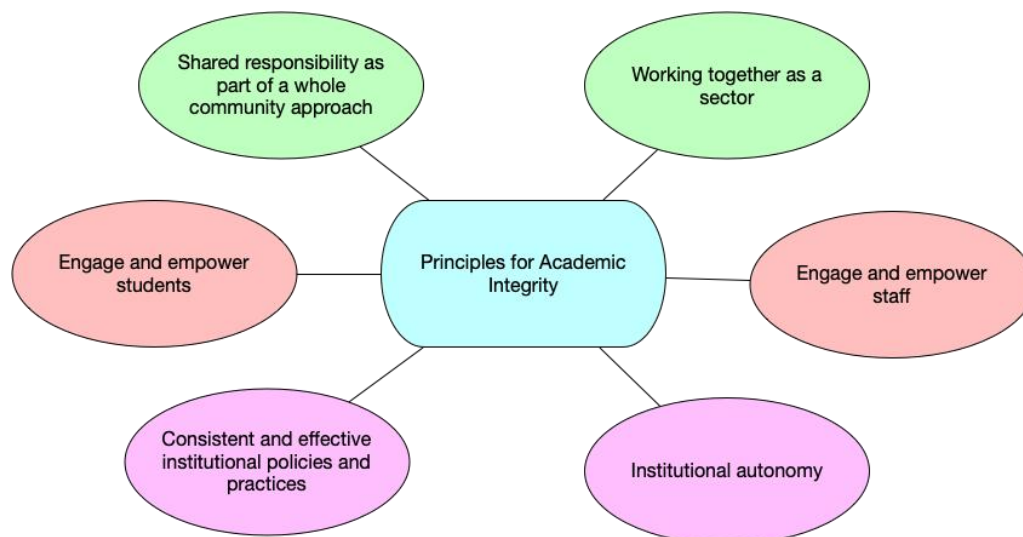 Shared responsibility as
part of a whole
community approach
Working together as a
sector
Engage and empower
students
Principles for Academic
Integrity
Engage and empower
staff
Consistent and effective
institutional policies and
practices
Institutional autonomy